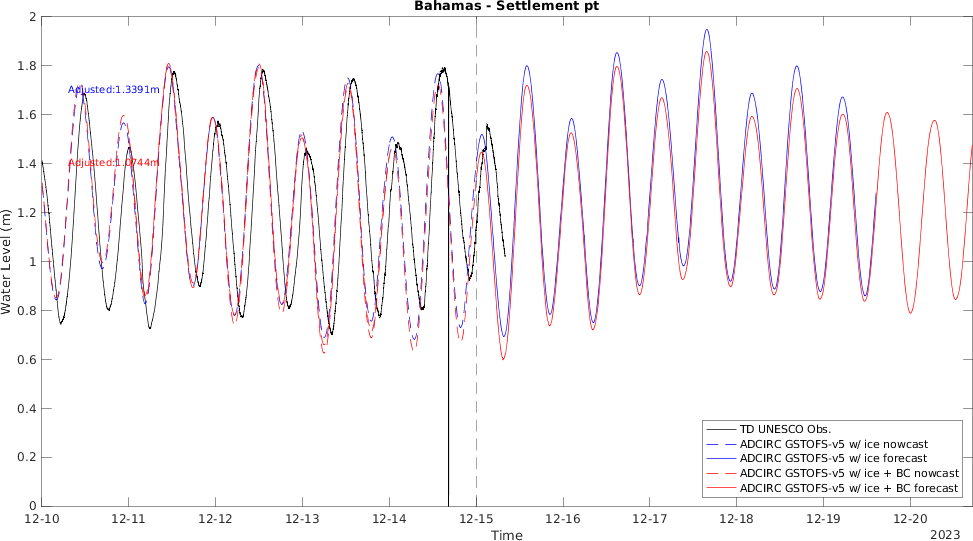 Bahamas - Settlement pt
2
1.8
1.6
1.4
1.2
1
0.8
0.6
0.4
0.2
0
Water Level (m)
Adjusted:1.3391m
Adjusted:1.0744m
TD UNESCO Obs.
ADCIRC GSTOFS-v5 w/ ice nowcast
ADCIRC GSTOFS-v5 w/ ice forecast
ADCIRC GSTOFS-v5 w/ ice + BC nowcast
ADCIRC GSTOFS-v5 w/ ice + BC forecast
12-10 12-11 12-12 12-13 12-14 12-15 12-16 12-17 12-18 12-19 12-20
Time
2023